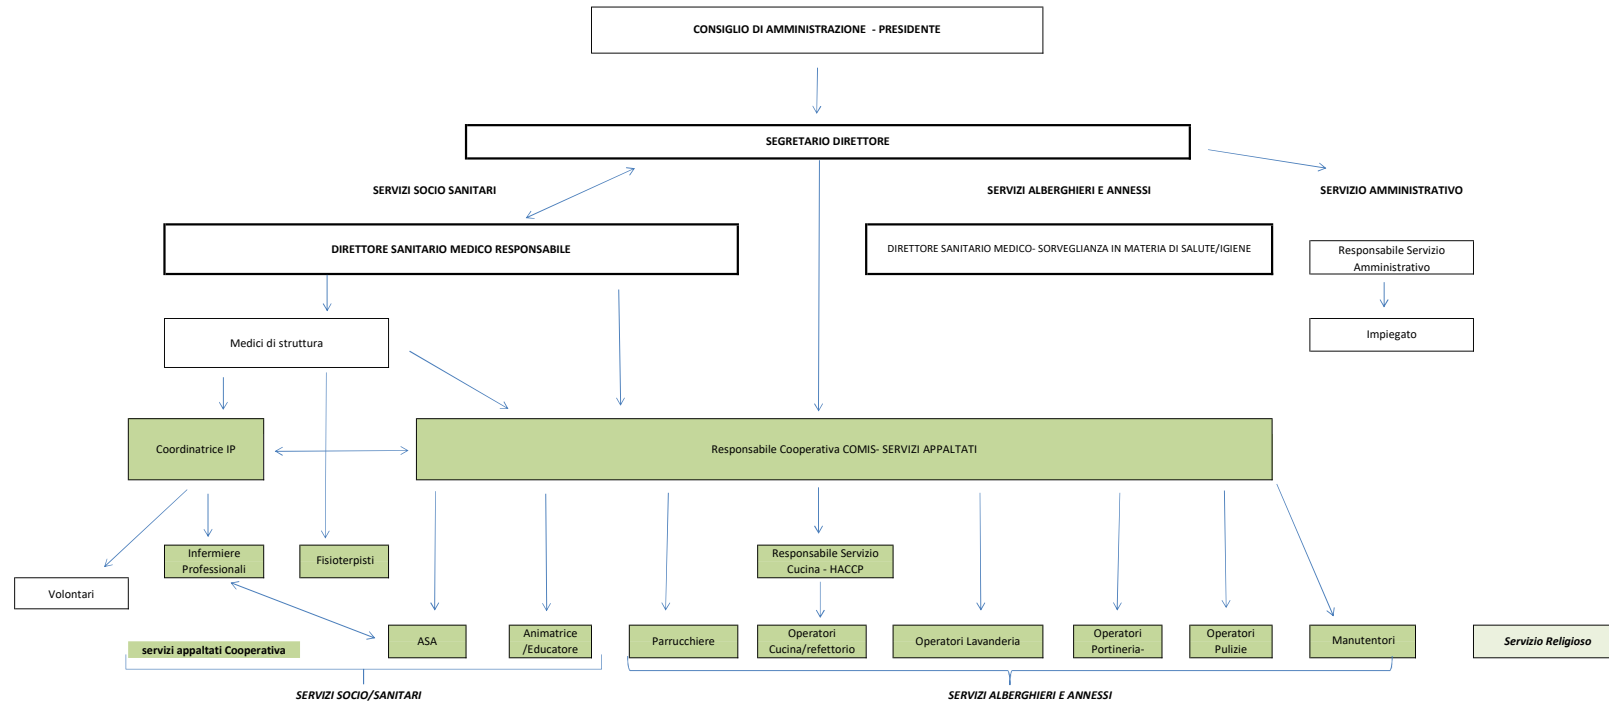 CONSIGLIO DI AMMINISTRAZIONE - PRESIDENTE
SEGRETARIO DIRETTORE
SERVIZI SOCIO SANITARI
SERVIZI ALBERGHIERI E ANNESSI
SERVIZIO AMMINISTRATIVO
DIRETTORE SANITARIO MEDICO RESPONSABILE
DIRETTORE SANITARIO MEDICO- SORVEGLIANZA IN MATERIA DI SALUTE/IGIENE
Responsabile Servizio
Amministrativo
Medici di struttura
Impiegato
Coordinatrice IP
Responsabile Cooperativa COMIS- SERVIZI APPALTATI
Infermiere
Professionali
Fisioterpisti
Responsabile Servizio
Cucina - HACCP
Volontari
ASA
Animatrice
/Educatore
Parrucchiere
Operatori
Cucina/refettorio
Operatori Lavanderia
Operatori
Portineria-
Operatori
Pulizie
Manutentori
Servizio Religioso
servizi appaltati Cooperativa
SERVIZI SOCIO/SANITARI
SERVIZI ALBERGHIERI E ANNESSI